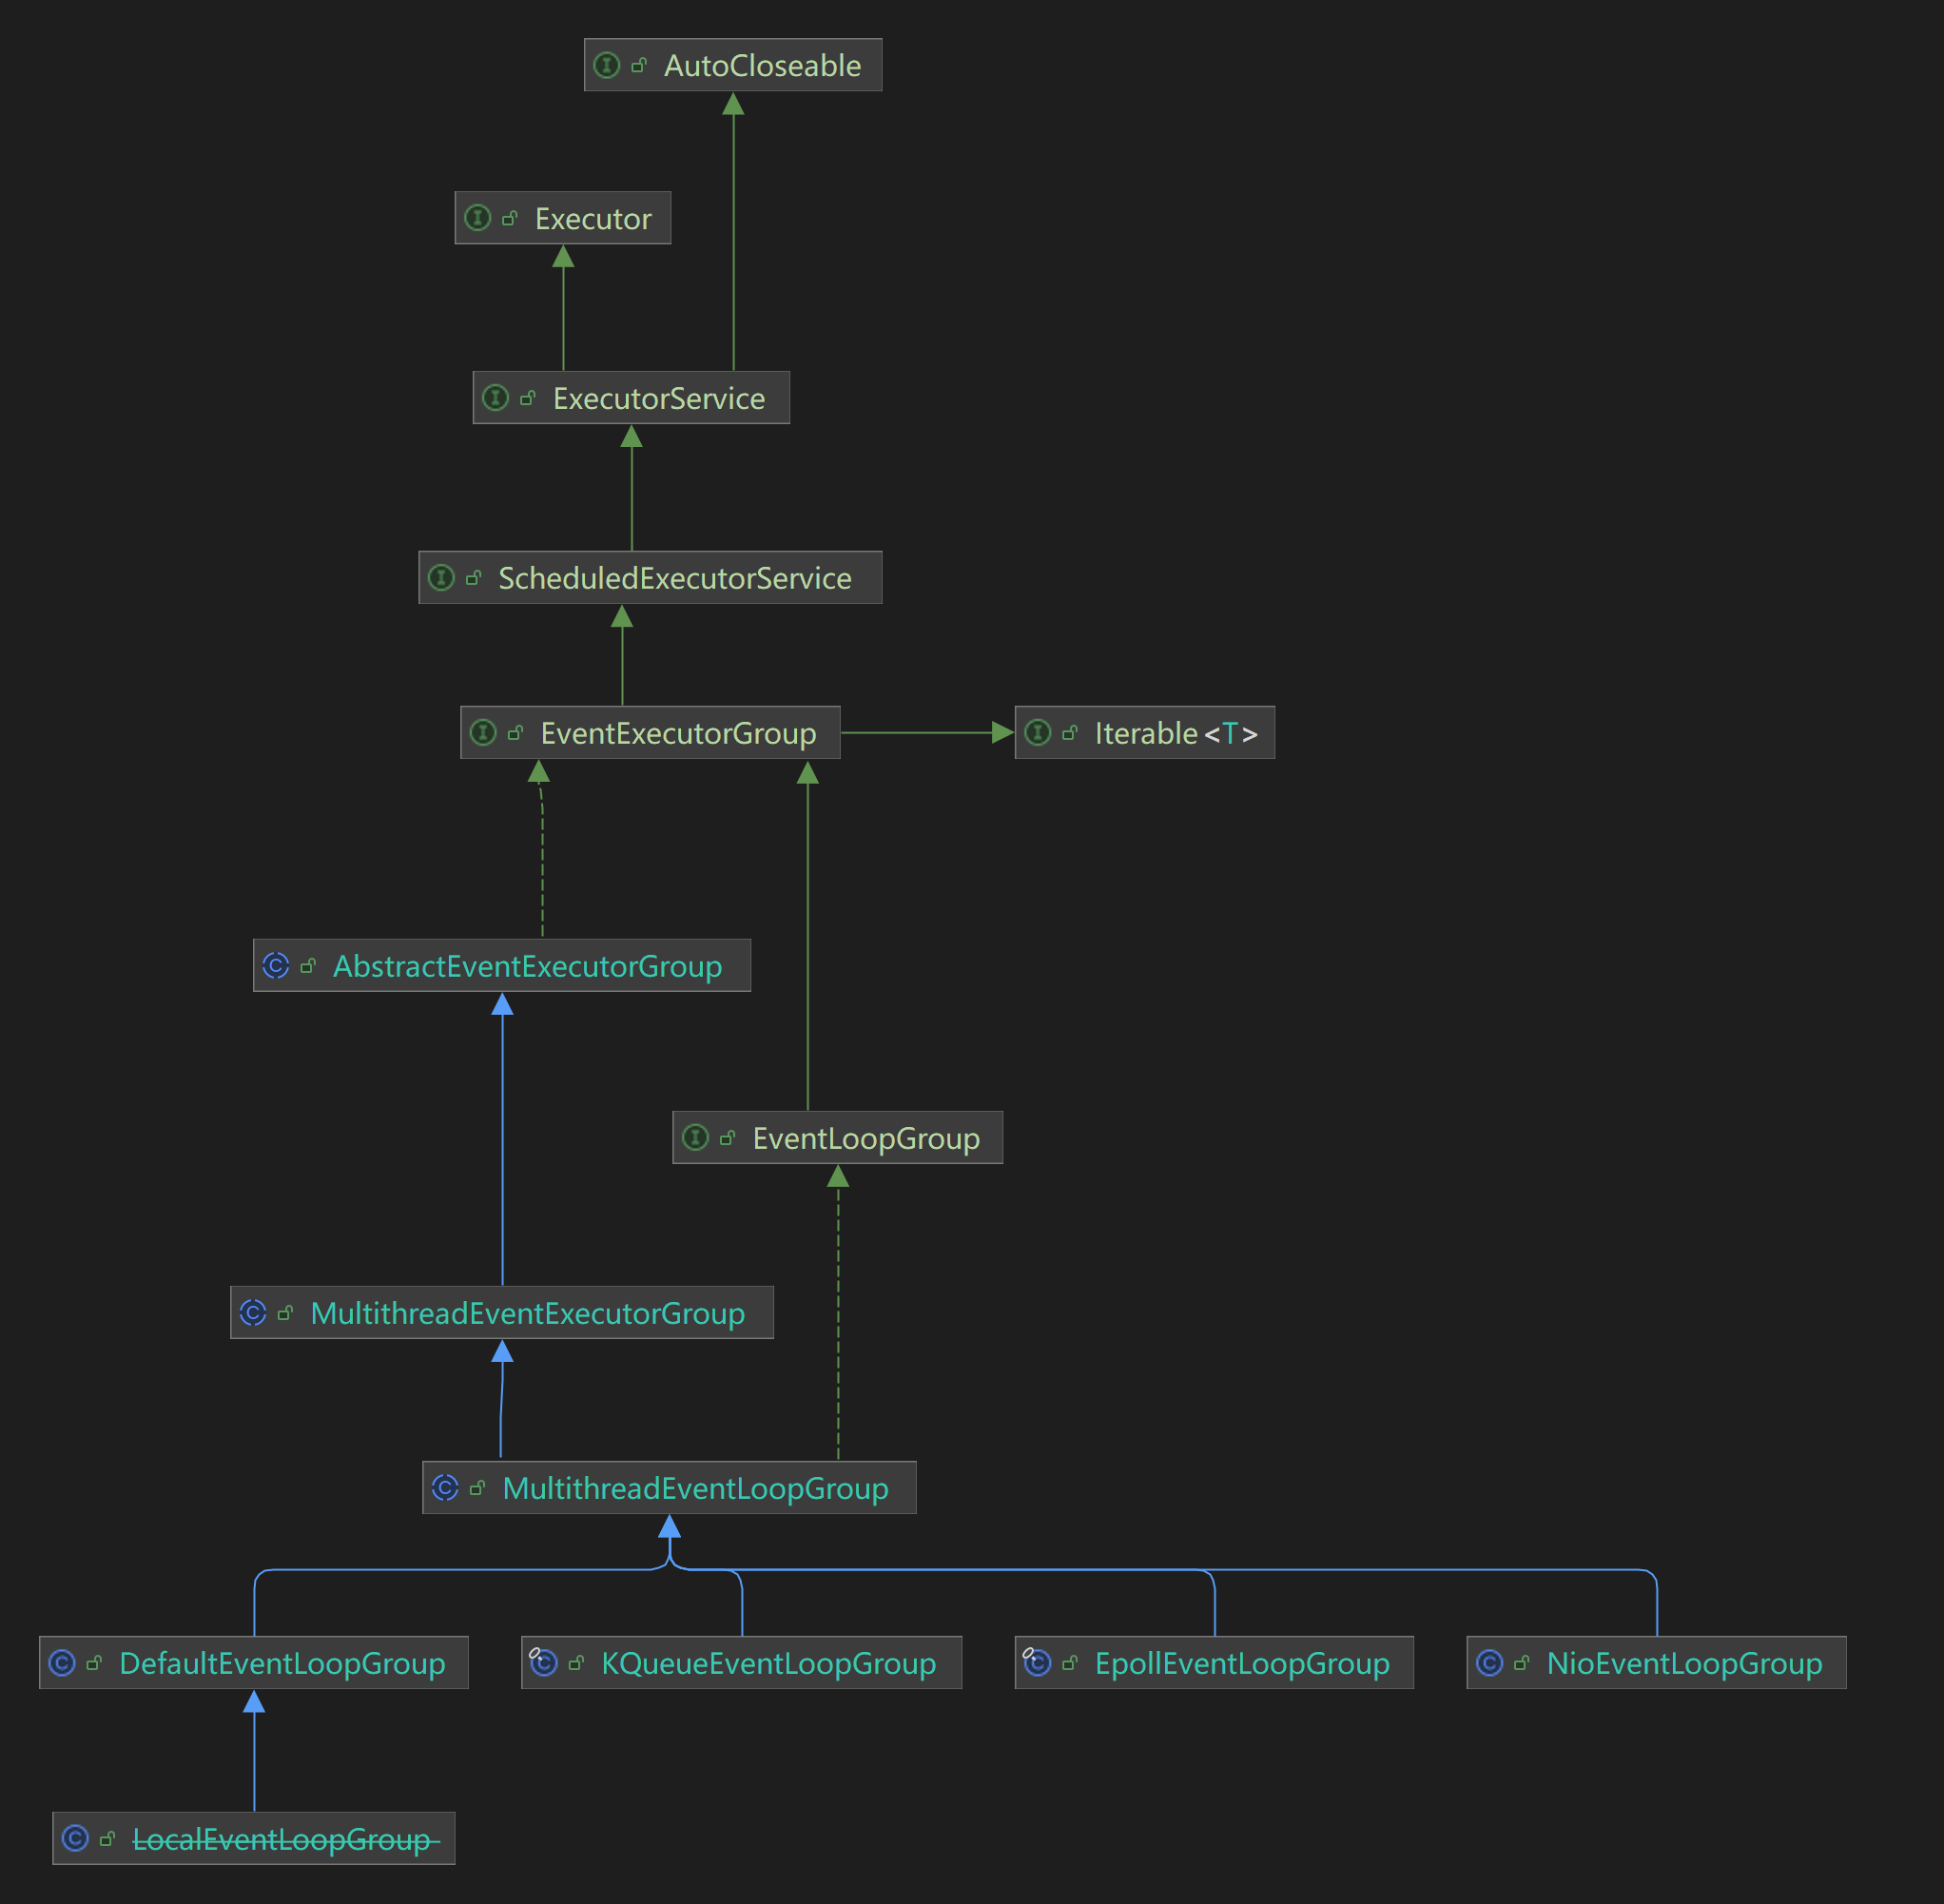 AutoCloseable
Executor
ExecutorService
ScheduledExecutorService
EventExecutorGroup
Iterable<T>
AbstractEventExecutorGroup
EventLoopGroup
MultithreadEventExecutorGroup
MultithreadEventLoopGroup
DefaultEventLoopGroup
KQueueEventLoopGroup
EpollEventLoopGroup
NioEventLoopGroup
LocalEventLoopGroup